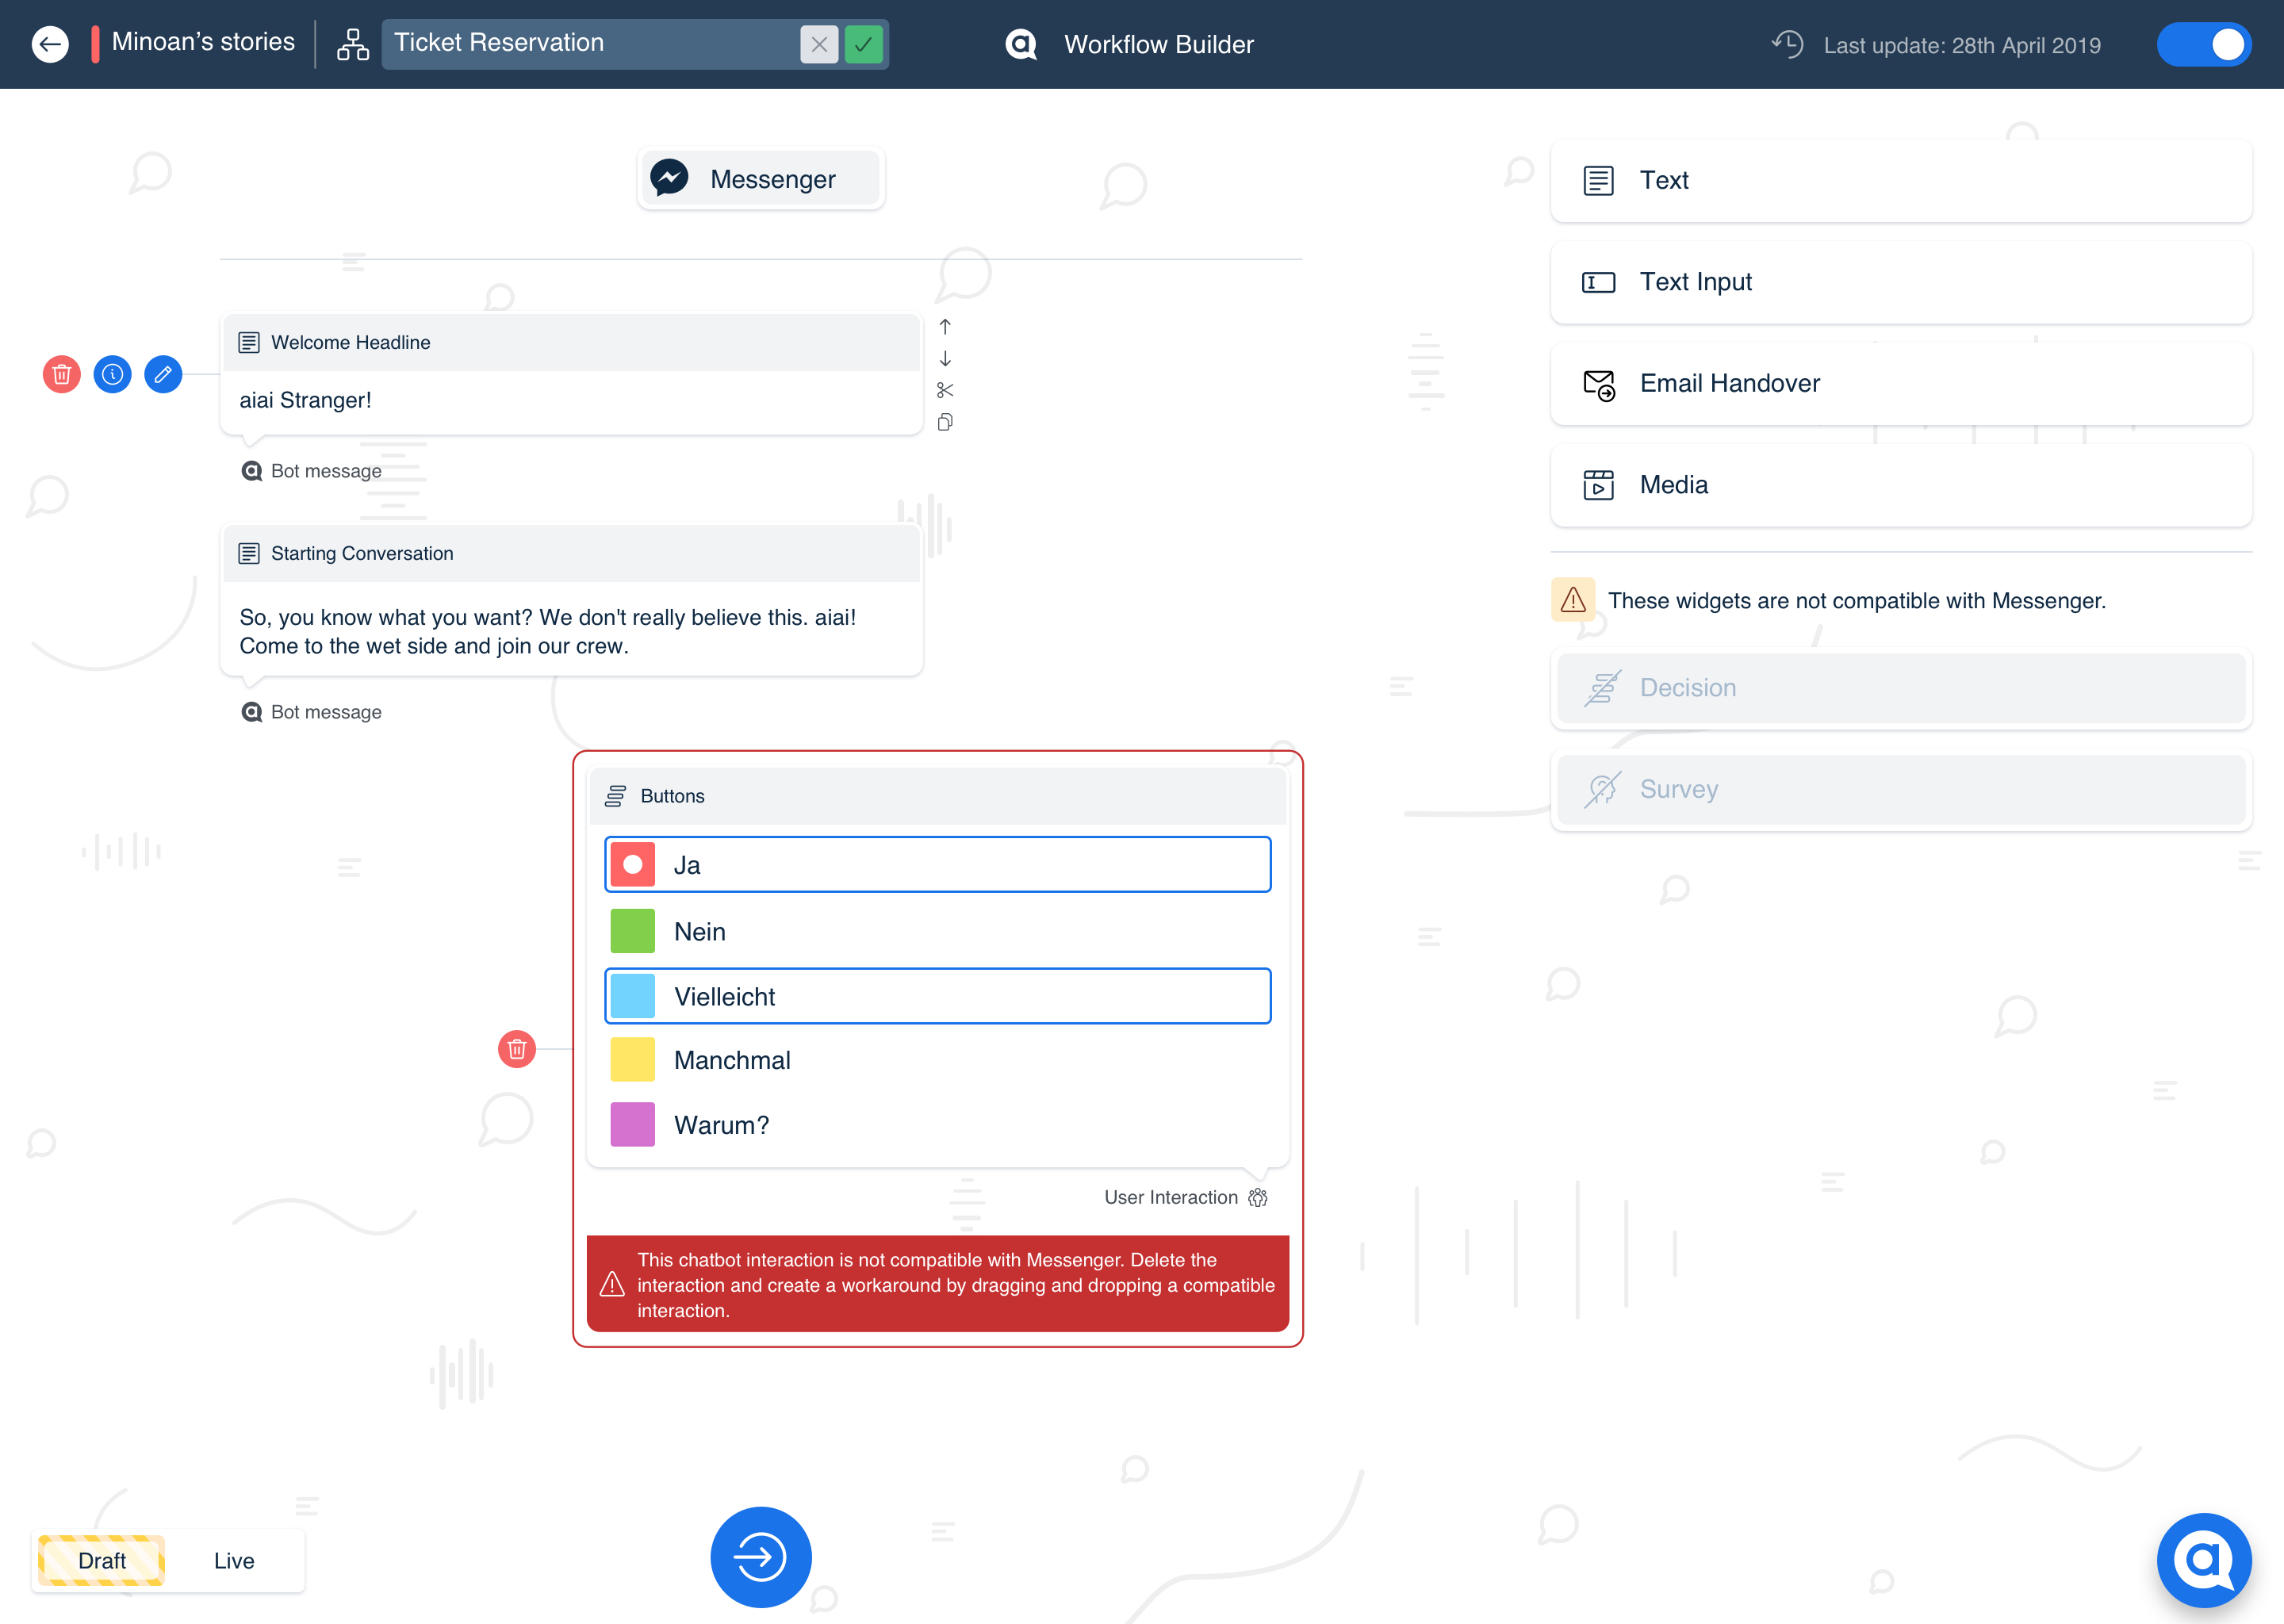 Minoan’s stories
Ticket Reservation
Workflow Builder
Last update: 28th April 2019
Messenger
Welcome Headline
aiai Stranger!
Bot message
Starting Conversation
So, you know what you want? We don't really believe this. aiai!
Come to the wet side and join our crew.
Bot message
Buttons
Ja
Nein
Vielleicht
Manchmal
Warum?
User Interaction
This chatbot interaction is not compatible with Messenger. Delete the
interaction and create a workaround by dragging and dropping a compatible
interaction.
Text
Text Input
Email Handover
Media
These widgets are not compatible with Messenger.
Decision
Survey
Draft
Live